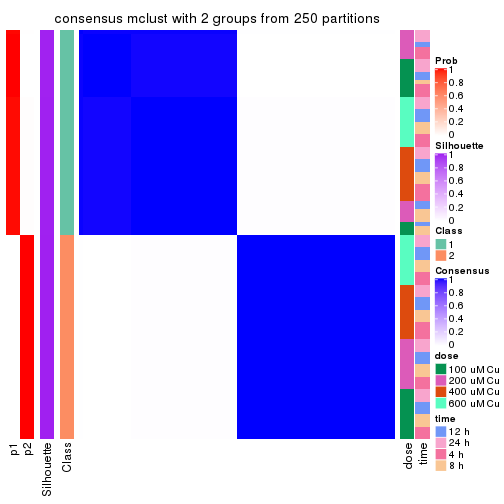 consensus mclust with 2 groups from 250 partitions
Prob
1
0.8
0.6
0.4
0.2
0
Silhouette
1
0.8
0.6
0.4
0.2
0
Class
1
2
Consensus
1
0.8
0.6
0.4
0.2
0
dose
100 uM Cu
200 uM Cu
400 uM Cu
600 uM Cu
time
12 h
24 h
4 h
8 h
p1
p2
Silhouette
Class
dose
time